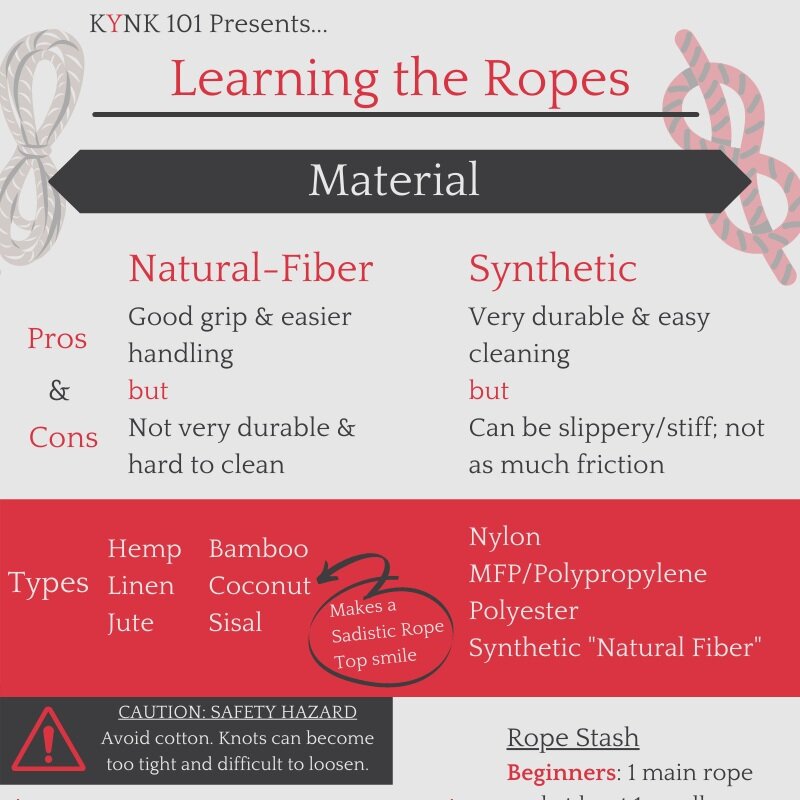 KYNK 101 Presents...
Learning the Ropes
Material
Natural-Fiber
Synthetic
Pros
&
Cons
Good grip & easier
handling
but
Not very durable &
hard to clean
Very durable & easy
cleaning
but
Can be slippery/stiff; not
as much friction
Types
Hemp
Linen
Jute
Bamboo
Coconut
Sisal
Makes a
Sadistic Rope
Top smile
Nylon
MFP/Polypropylene
Polyester
Synthetic "Natural Fiber"
CAUTION: SAFETY HAZARD
Avoid cotton. Knots can become
too tight and difficult to loosen.
Rope Stash
Beginners: 1 main rope